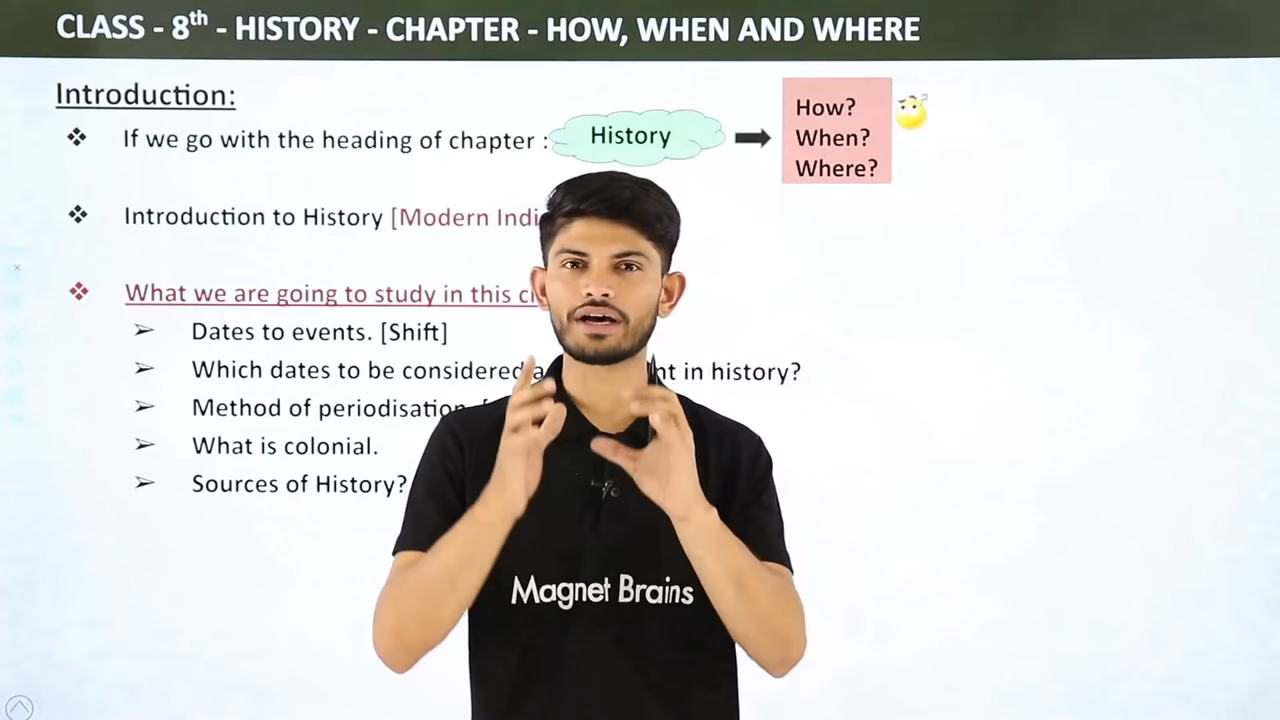 CLASS - 8th - HISTORY - CHAPTER - HOW, WHEN AND WHERE
Introduction:
If we go with the heading of chapter : History
How?
When?
Where?
Introduction to History [Modern Indi
What we are going to study in this c
Dates to events. [Shift]
Which dates to be considered a nt in history?
Method of periodisation. [
What is colonial.
Sources of History?
Magnet Brains